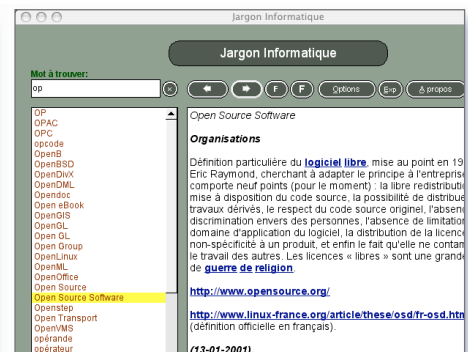 Jargon Informatique
Jargon Informatique
Mot à trouver:
op
F
F
Options
Exp
A propos
OP
OPAC
OPC
opcode
OpenB
OpenBSD
OpenDivX
OpenDML
Opendoc
Open eBook
OpenGIS
OpenGL
Open GL
Open Group
OpenLinux
OpenML
OpenOffice
Open Source
Open Source Software
Openstep
Open Transport
OpenVMS
opérande
opérateur
Open Source Software
Organisations
Définition particulière du logiciel libre, mise au point en 19
Eric Raymond, cherchant à adapter le principe à l'entreprise
comporte neuf points (pour le moment) : la libre redistributi
mise à disposition du code source, la possibilité de distribue
travaux dérivés, le respect du code source originel, l'absenc
discrimination envers des personnes, l'absence de limitation
domaine d'application du logiciel, la distribution de la licence
non-spécificité à un produit, et enfin le fait qu'elle ne contam
le travail des autres. Les licences « libres » sont une grande
de guerre de religion.
http://www.opensource.org/
http://www.linux-france.org/article/these/osd/fr-osd.htm
(définition officielle en français).
(13-01-2001)